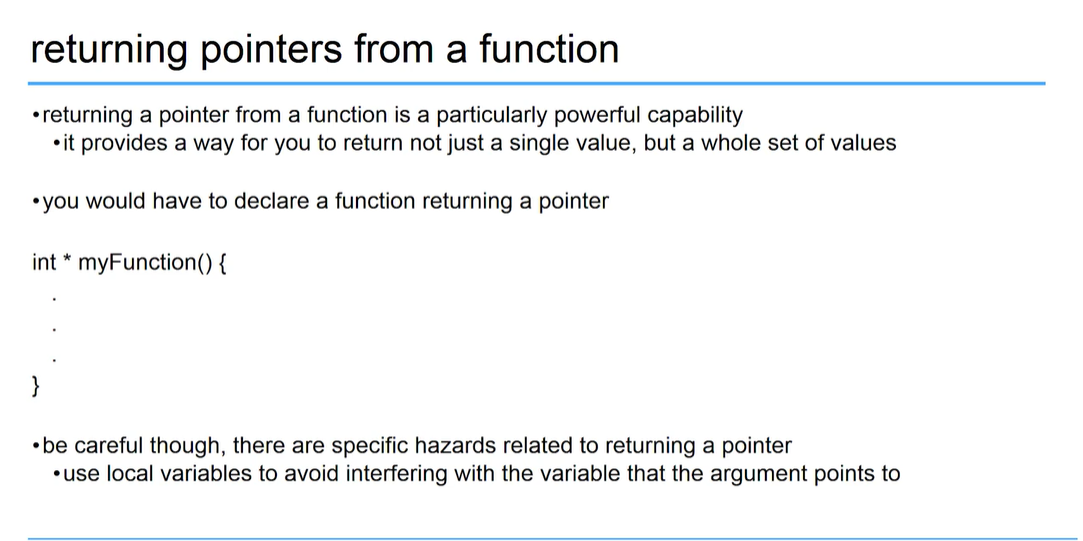 returning pointers from a function
•returning a pointer from a function is a particularly powerful capability
•it provides a way for you to return not just a single value, but a whole set of values
•you would have to declare a function returning a pointer
int * myFunction() {
.
.
.
}
•be careful though, there are specific hazards related to returning a pointer
•use local variables to avoid interfering with the variable that the argument points to